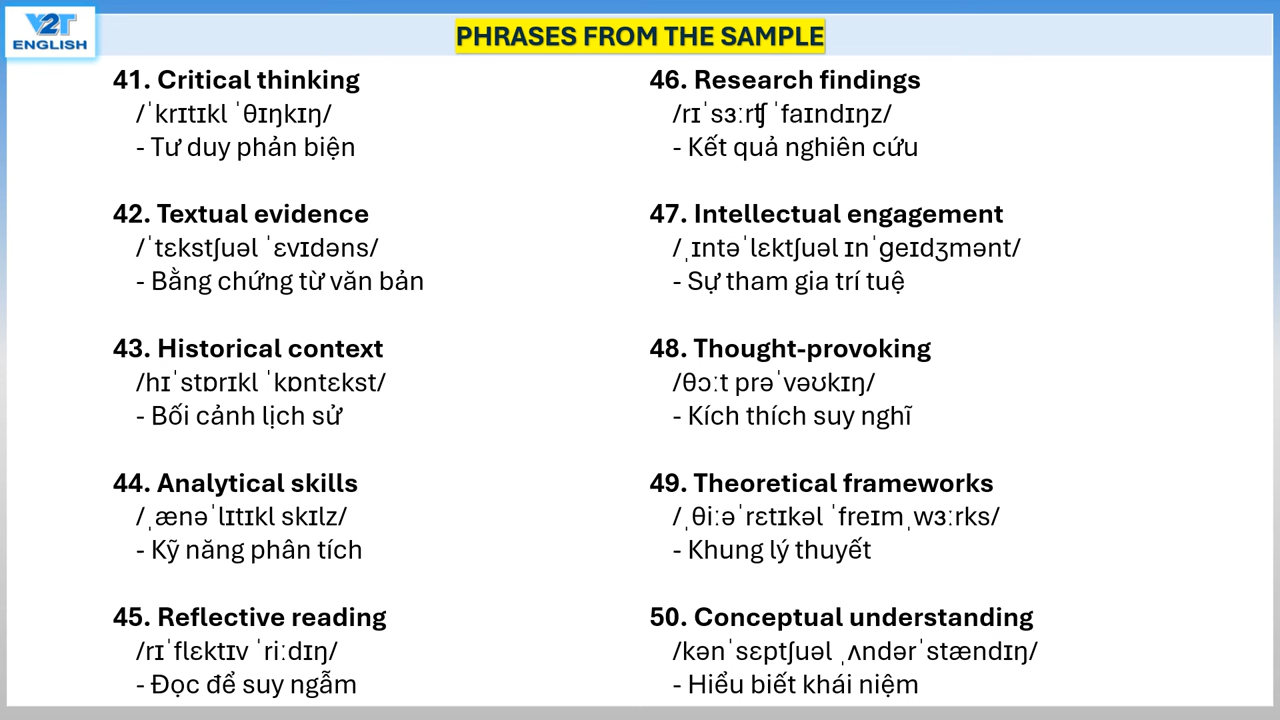 Y2T
ENGLISH
PHRASES FROM THE SAMPLE
41. Critical thinking
/ˈkrɪtɪkl ˈθɪŋkɪŋ/
- Tư duy phản biện
42. Textual evidence
/ˈtɛkstʃuəl ˈɛvɪdəns/
- Bằng chứng từ văn bản
43. Historical context
/hɪˈstɒrɪkl ˈkɒntɛkst/
- Bối cảnh lịch sử
44. Analytical skills
/ˌænəˈlɪtɪkl skɪlz/
- Kỹ năng phân tích
45. Reflective reading
/rɪˈflɛktɪv ˈriːdɪŋ/
- Đọc để suy ngẫm
46. Research findings
/rɪˈsɜːrʧ ˈfaɪndɪŋz/
- Kết quả nghiên cứu
47. Intellectual engagement
/ˌɪntəˈlɛktʃuəl ɪnˈɡeɪdʒmənt/
- Sự tham gia trí tuệ
48. Thought-provoking
/θɔːt prəˈvəʊkɪŋ/
- Kích thích suy nghĩ
49. Theoretical frameworks
/ˌθiːəˈrɛtɪkəl ˈfreɪmˌwɜːrks/
- Khung lý thuyết
50. Conceptual understanding
/kənˈsɛptʃuəl ˌʌndərˈstændɪŋ/
- Hiểu biết khái niệm